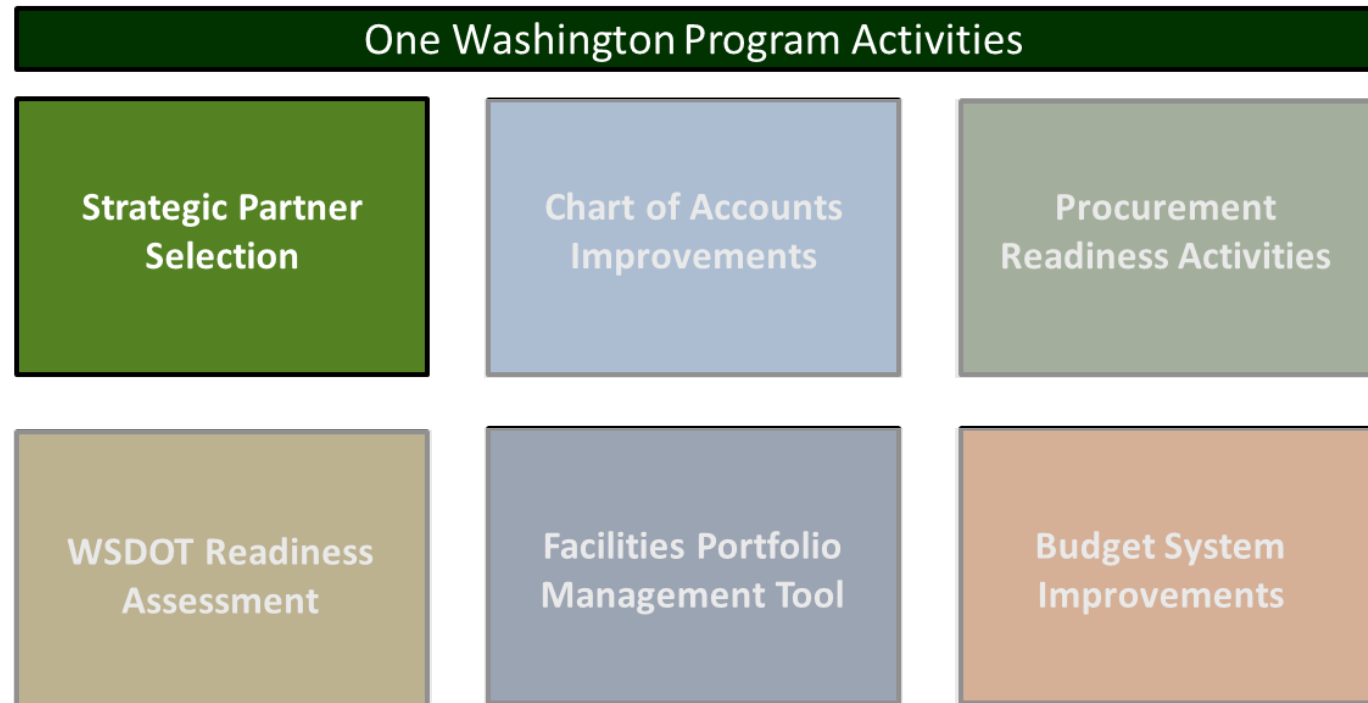 One Washington Program Activities
Strategic Partner
Selection
Chart of Accounts
Improvements
Procurement
Readiness Activities
WSDOT Readiness
Assessment
Facilities Portfolio
Management Tool
Budget System
Improvements